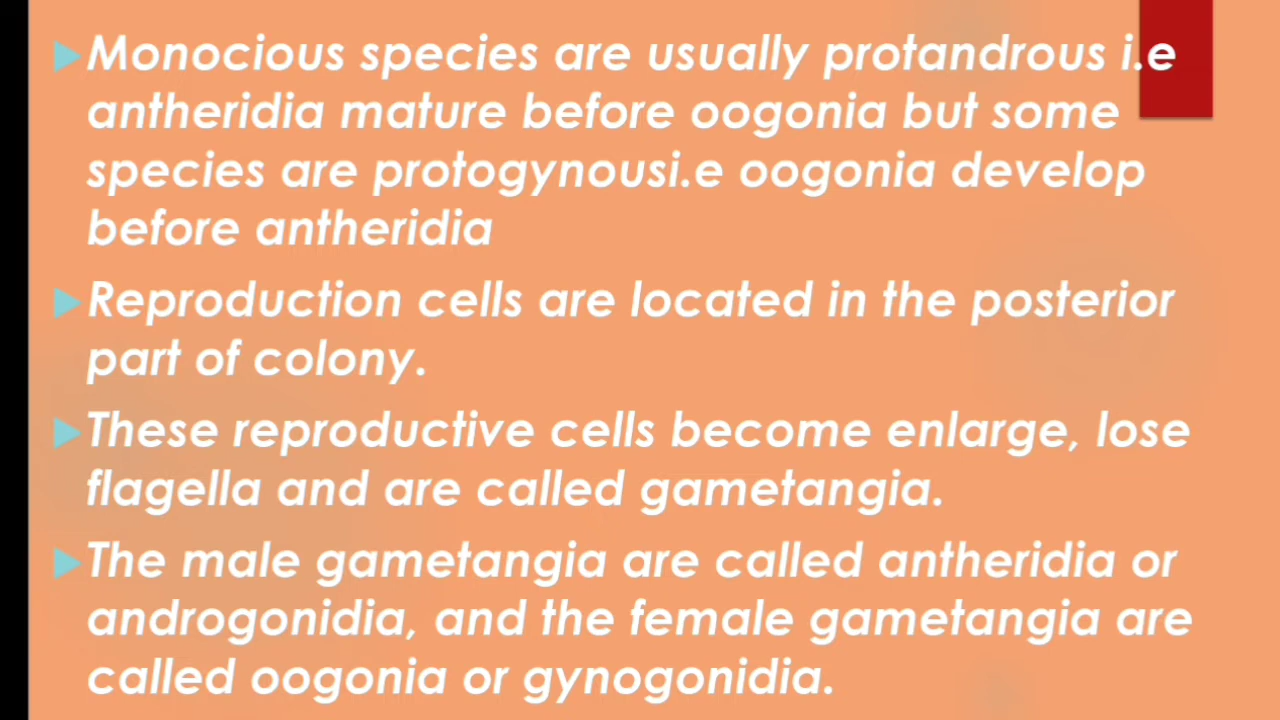 Monocious species are usually protandrous i.e
antheridia mature before oogonia but some
species are protogynousi.e oogonia develop
before antheridia
Reproduction cells are located in the posterior
part of colony.
These reproductive cells become enlarge, lose
flagella and are called gametangia.
The male gametangia are called antheridia or
androgonidia, and the female gametangia are
called oogonia or gynogonidia.